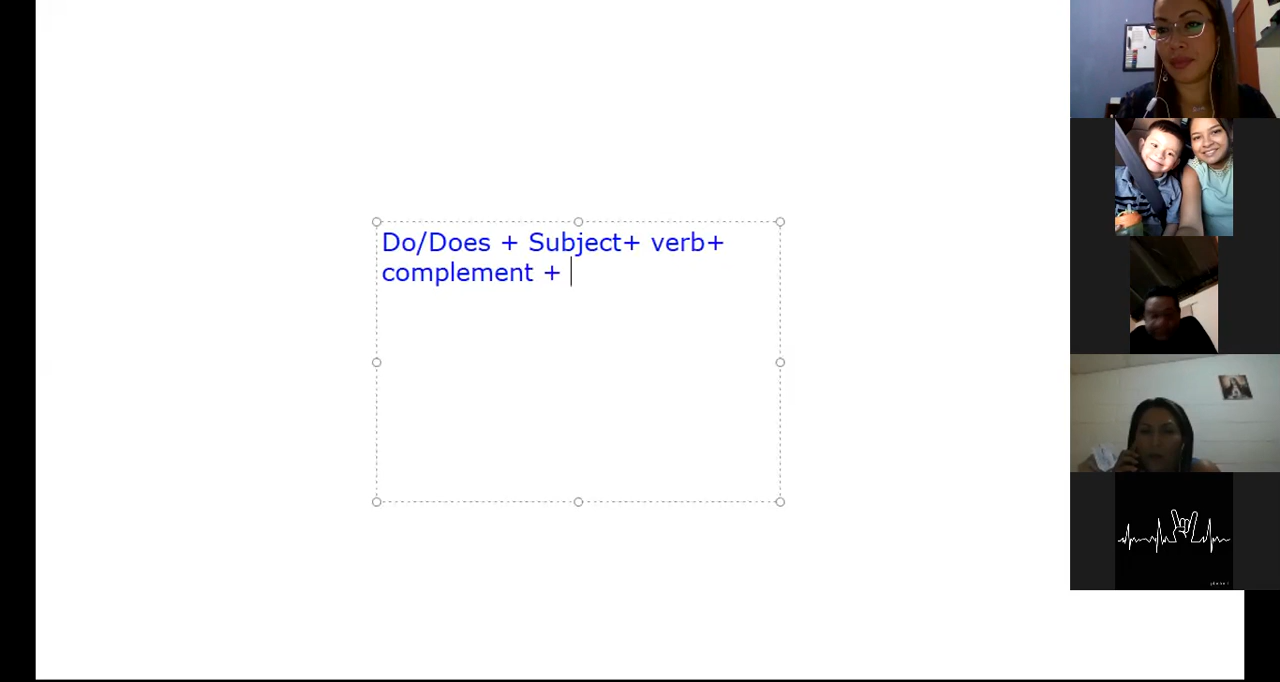 Do/Does + Subject+ verb+
complement +